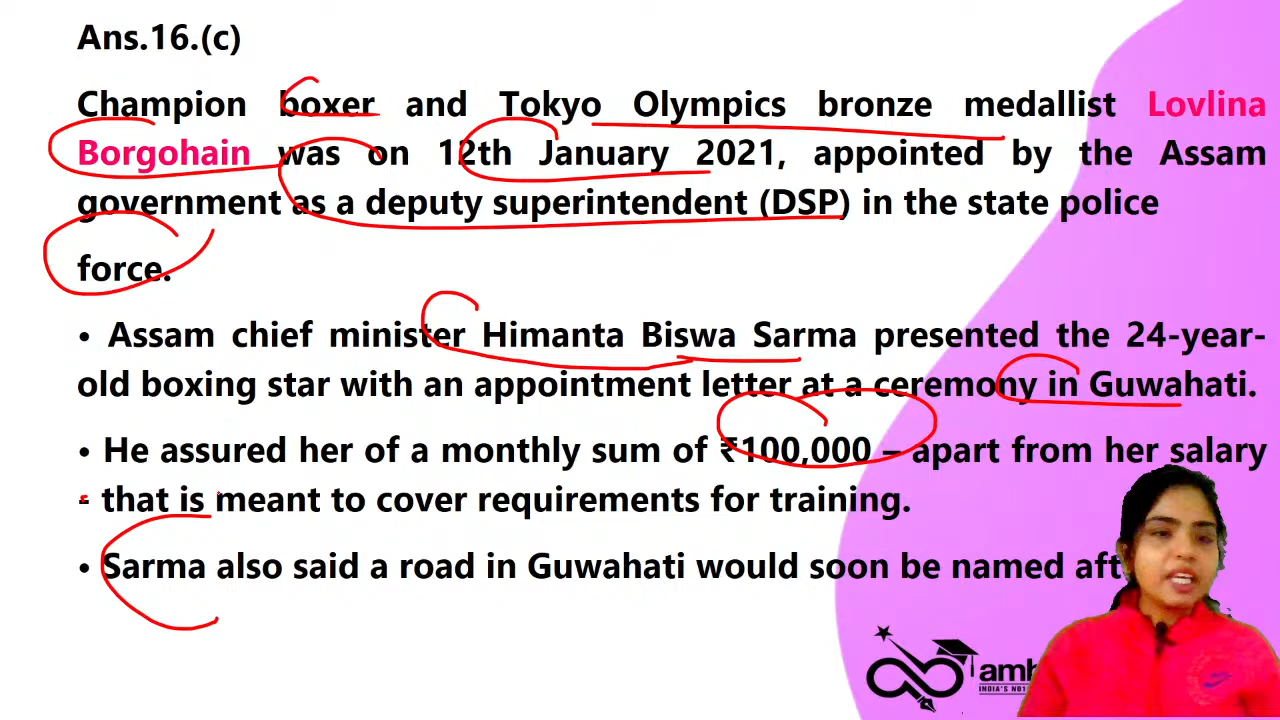 Ans.16.(c)
Champion boxer and Tokyo Olympics bronze medallist Lovlina
Borgohain was on 12th January 2021, appointed by the Assam
government as a deputy superintendent (DSP) in the state police
force.
• Assam chief minister Himanta Biswa Sarma presented the 24-year-
old boxing star with an appointment letter at a ceremony in Guwahati.
• He assured her of a monthly sum of ₹100,000 – apart from her salary
- that is meant to cover requirements for training.
• Sarma also said a road in Guwahati would soon be named
INDIA'S NO1